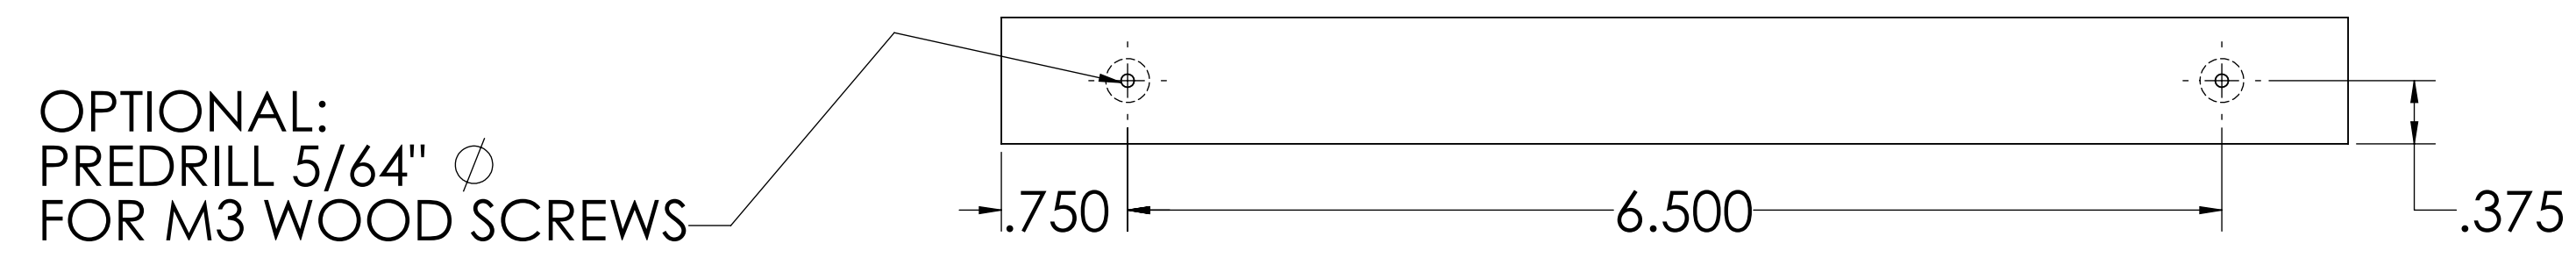 OPTIONAL:
PREDRILL 5/64" ⌀
FOR M3 WOOD SCREWS
.750
6.500
.375